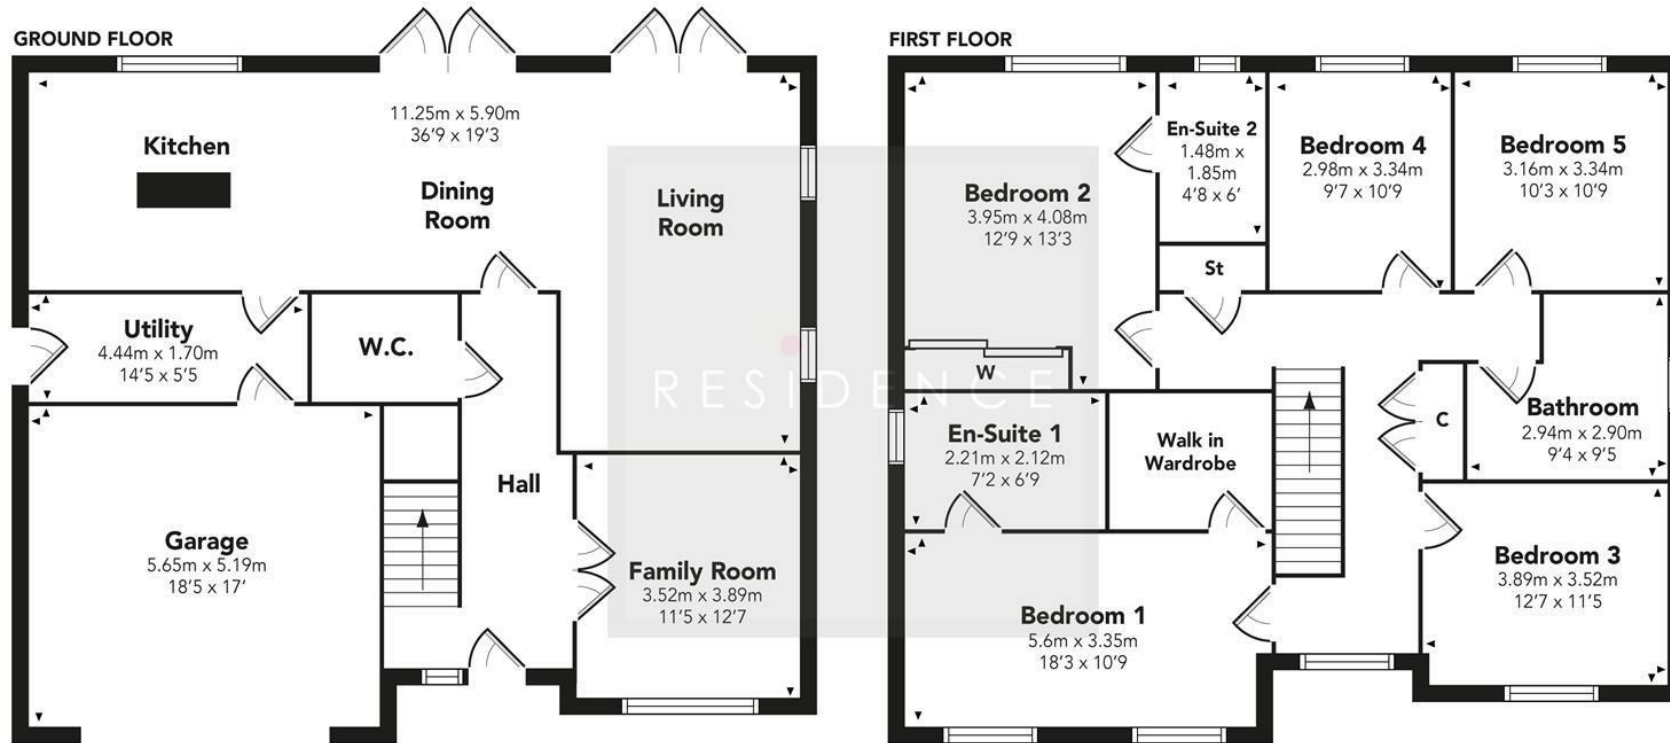 GROUND FLOOR
Kitchen
11.25m x 5.90m
36'9 x 19'3
Dining
Room
Living
Room
Utility
4.44m x 1.70m
14'5 x 5'5
W.C.
Garage
5.65m x 5.19m
18'5 x 17'
Hall
Family Room
3.52m x 3.89m
11'5 x 12'7
RESIDENCE
FIRST FLOOR
Bedroom 2
3.95m x 4.08m
12'9 x 13'3
En-Suite 2
1.48m x
1.85m
4'8 x 6'
Bedroom 4
2.98m x 3.34m
9'7 x 10'9
Bedroom 5
3.16m x 3.34m
10'3 x 10'9
St
W
En-Suite 1
2.21m x 2.12m
7'2 x 6'9
Walk in
Wardrobe
C
Bathroom
2.94m x 2.90m
9'4 x 9'5
Bedroom 1
5.6m x 3.35m
18'3 x 10'9
Bedroom 3
3.89m x 3.52m
12'7 x 11'5